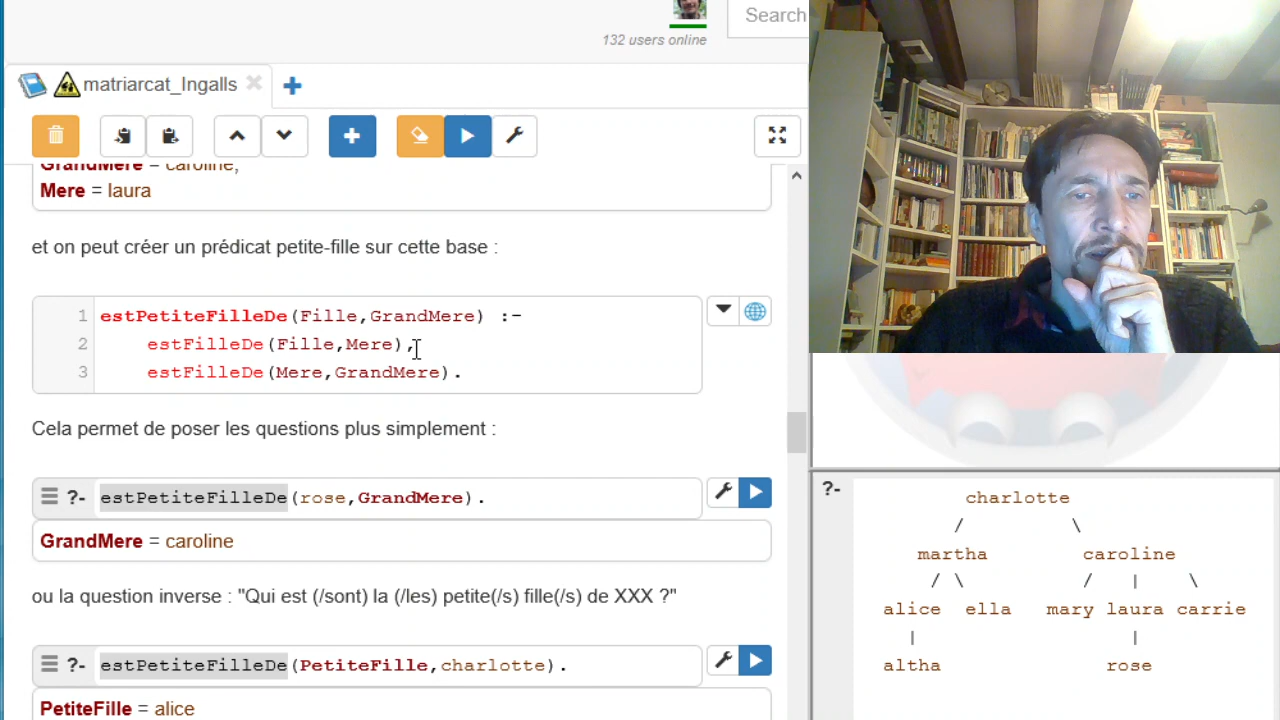 Search
132 users online
matriarcat_Ingalls
GrandMere = caroline,
Mere = laura
et on peut créer un prédicat petite-fille sur cette base :
1 estPetiteFilleDe(Fille,GrandMere) :-
2 estFilleDe(Fille,Mere),
3 estFilleDe(Mere,GrandMere).
Cela permet de poser les questions plus simplement :
?- estPetiteFilleDe(rose,GrandMere).
GrandMere = caroline
ou la question inverse : "Qui est (/sont) la (/les) petite(/s) fille(/s) de XXX ?"
?- estPetiteFilleDe(PetiteFille,charlotte).
PetiteFille = alice
?- charlotte
/ \
martha caroline
/ \ / | \
alice ella mary laura carrie
| |
altha rose